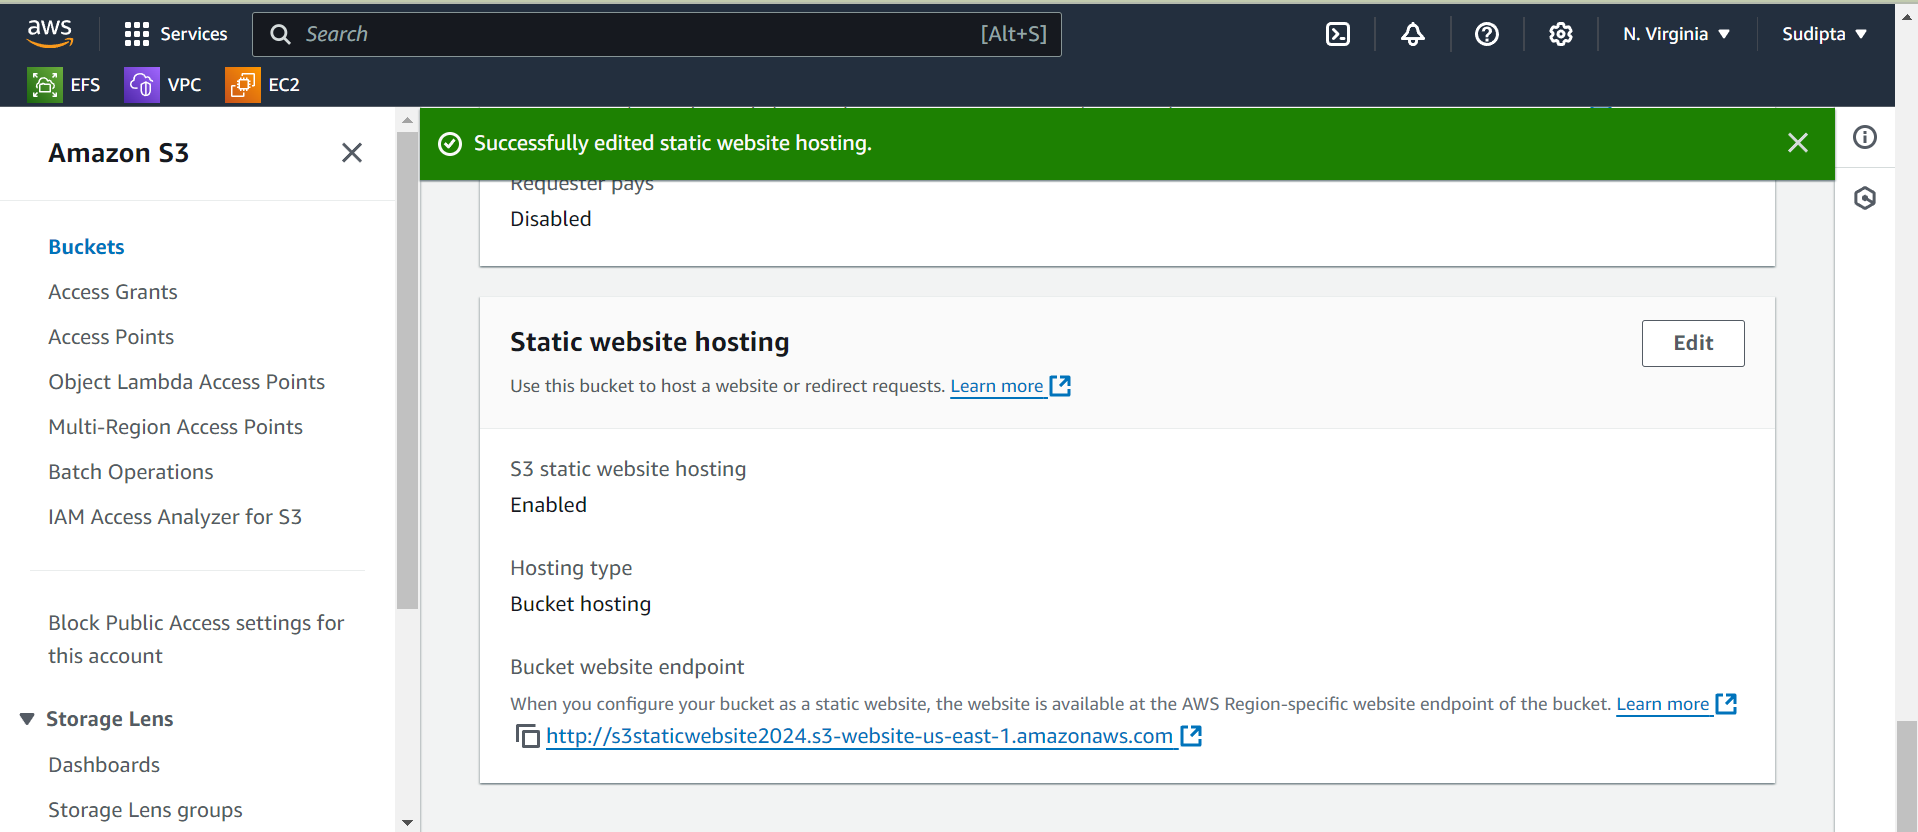 aws
Services
Search
[Alt+S]
N. Virginia
Sudipta
EFS
VPC
EC2
Amazon S3
Buckets
Access Grants
Access Points
Object Lambda Access Points
Multi-Region Access Points
Batch Operations
IAM Access Analyzer for S3
Block Public Access settings for
this account
Storage Lens
Dashboards
Storage Lens groups
Successfully edited static website hosting.
Requester pays
Disabled
Static website hosting
Edit
Use this bucket to host a website or redirect requests. Learn more
S3 static website hosting
Enabled
Hosting type
Bucket hosting
Bucket website endpoint
When you configure your bucket as a static website, the website is available at the AWS Region-specific website endpoint of the bucket. Learn more
http://s3staticwebsite2024.s3-website-us-east-1.amazonaws.com